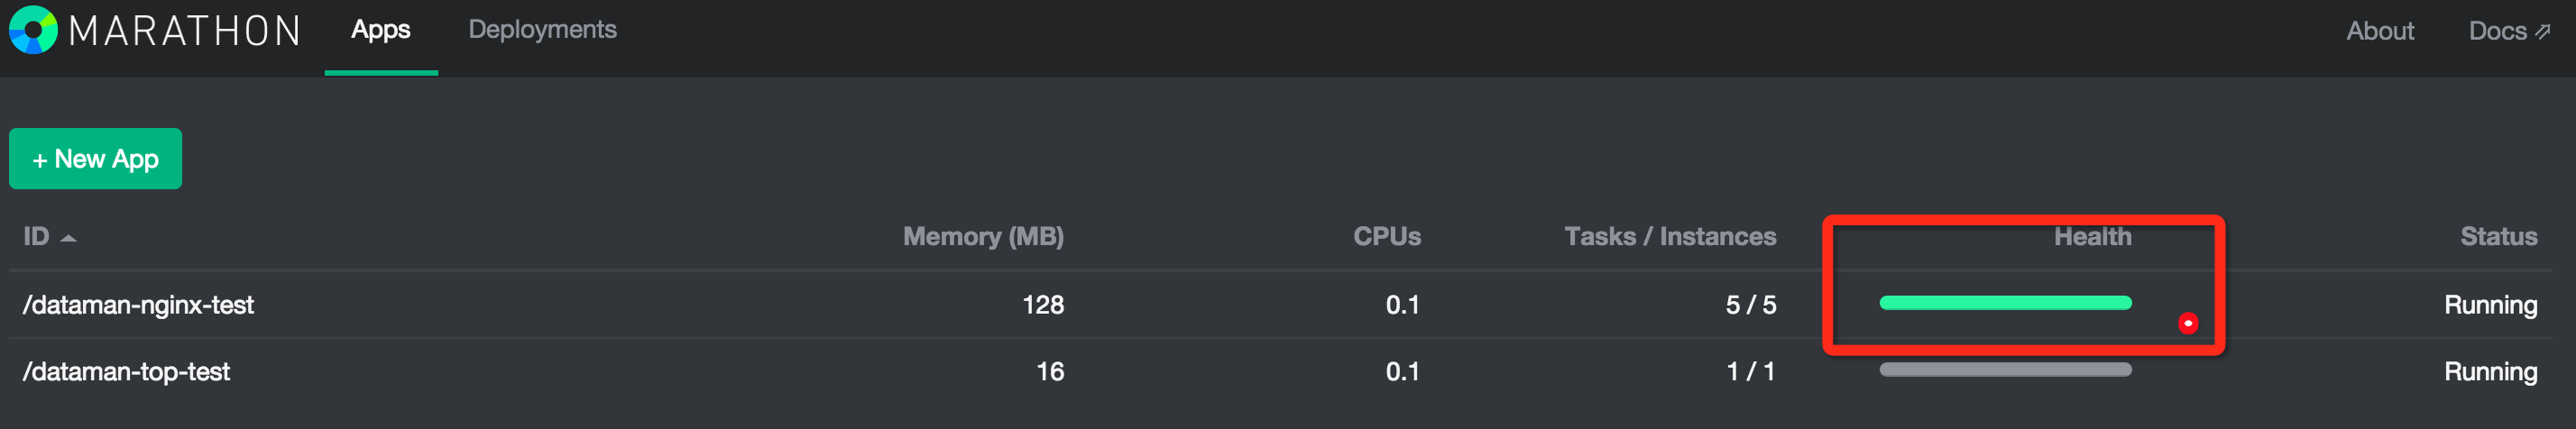 MARATHON Apps Deployments About Docs
+ New App
ID Memory (MB) CPUs Tasks / Instances Health Status
/dataman-nginx-test 128 0.1 5 / 5 Running
/dataman-top-test 16 0.1 1 / 1 Running